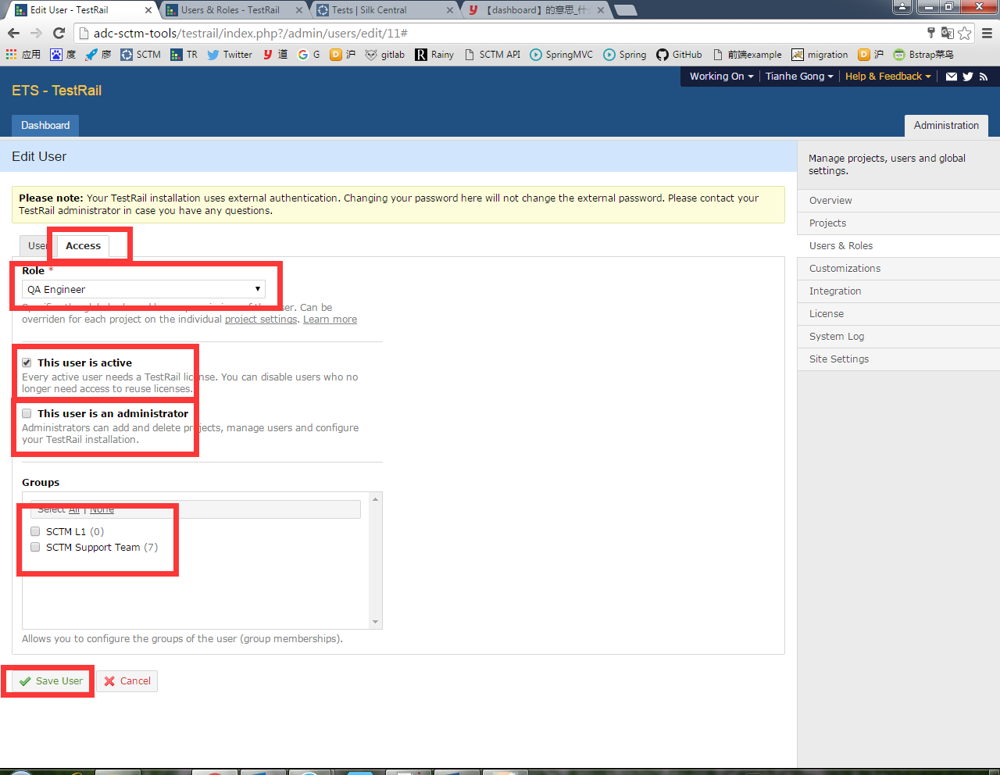 Edit User - TestRail
Users & Roles - TestRail
Tests | Silk Central
【dashboard】的意思_什
adc-sctm-tools/testrail/index.php?/admin/users/edit/11#
应用 度 廖 SCTM TR Twitter 道 G 沪 gitlab Rainy SCTM API SpringMVC Spring GitHub 前端example migration 沪 Bstrap菜鸟
Working On Tianhe Gong Help & Feedback
ETS - TestRail
Dashboard
Administration
Edit User
Please note: Your TestRail installation uses external authentication. Changing your password here will not change the external password. Please contact your
TestRail administrator in case you have any questions.
User
Access
Role *
QA Engineer
user. Can be
overriden for each project on the individual project settings. Learn more
This user is active
Every active user needs a TestRail license. You can disable users who no
longer need access to reuse licenses.
This user is an administrator
Administrators can add and delete projects, manage users and configure
your TestRail installation.
Groups
Select All | None
SCTM L1 (0)
SCTM Support Team (7)
Allows you to configure the groups of the user (group memberships).
Save User
Cancel
Manage projects, users and global
settings.
Overview
Projects
Users & Roles
Customizations
Integration
License
System Log
Site Settings